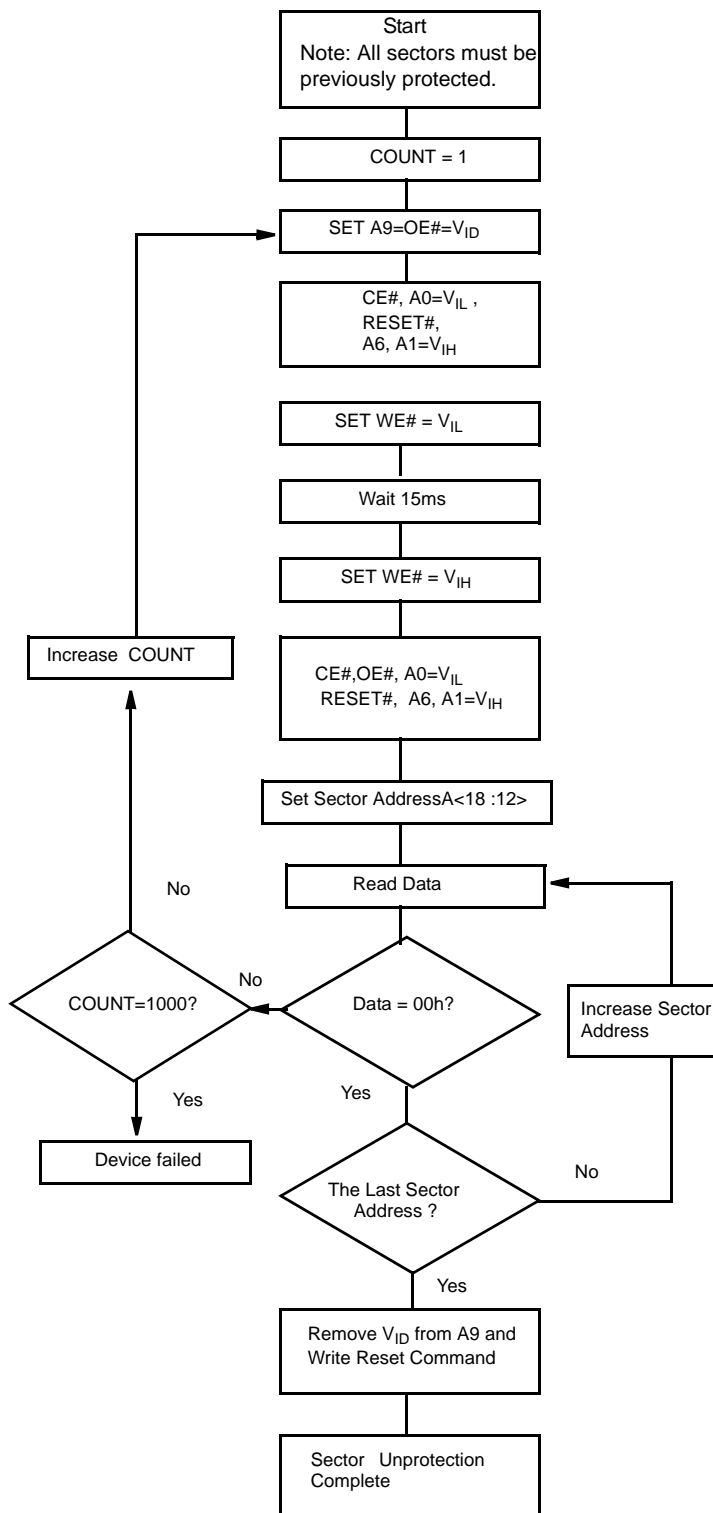 Start
Note: All sectors must be
previously protected.
COUNT = 1
SET A9=OE#=VID
CE#, A0=VIL ,
RESET#,
A6, A1=VIH
SET WE# = VIL
Wait 15ms
SET WE# = VIH
Increase COUNT
CE#,OE#, A0=VIL
RESET#, A6, A1=VIH
Set Sector AddressA<18 :12>
Read Data
No
No
COUNT=1000?
Data = 00h?
Increase Sector
Address
Yes
Yes
Device failed
The Last Sector
Address ?
No
Yes
Remove VID from A9 and
Write Reset Command
Sector Unprotection
Complete